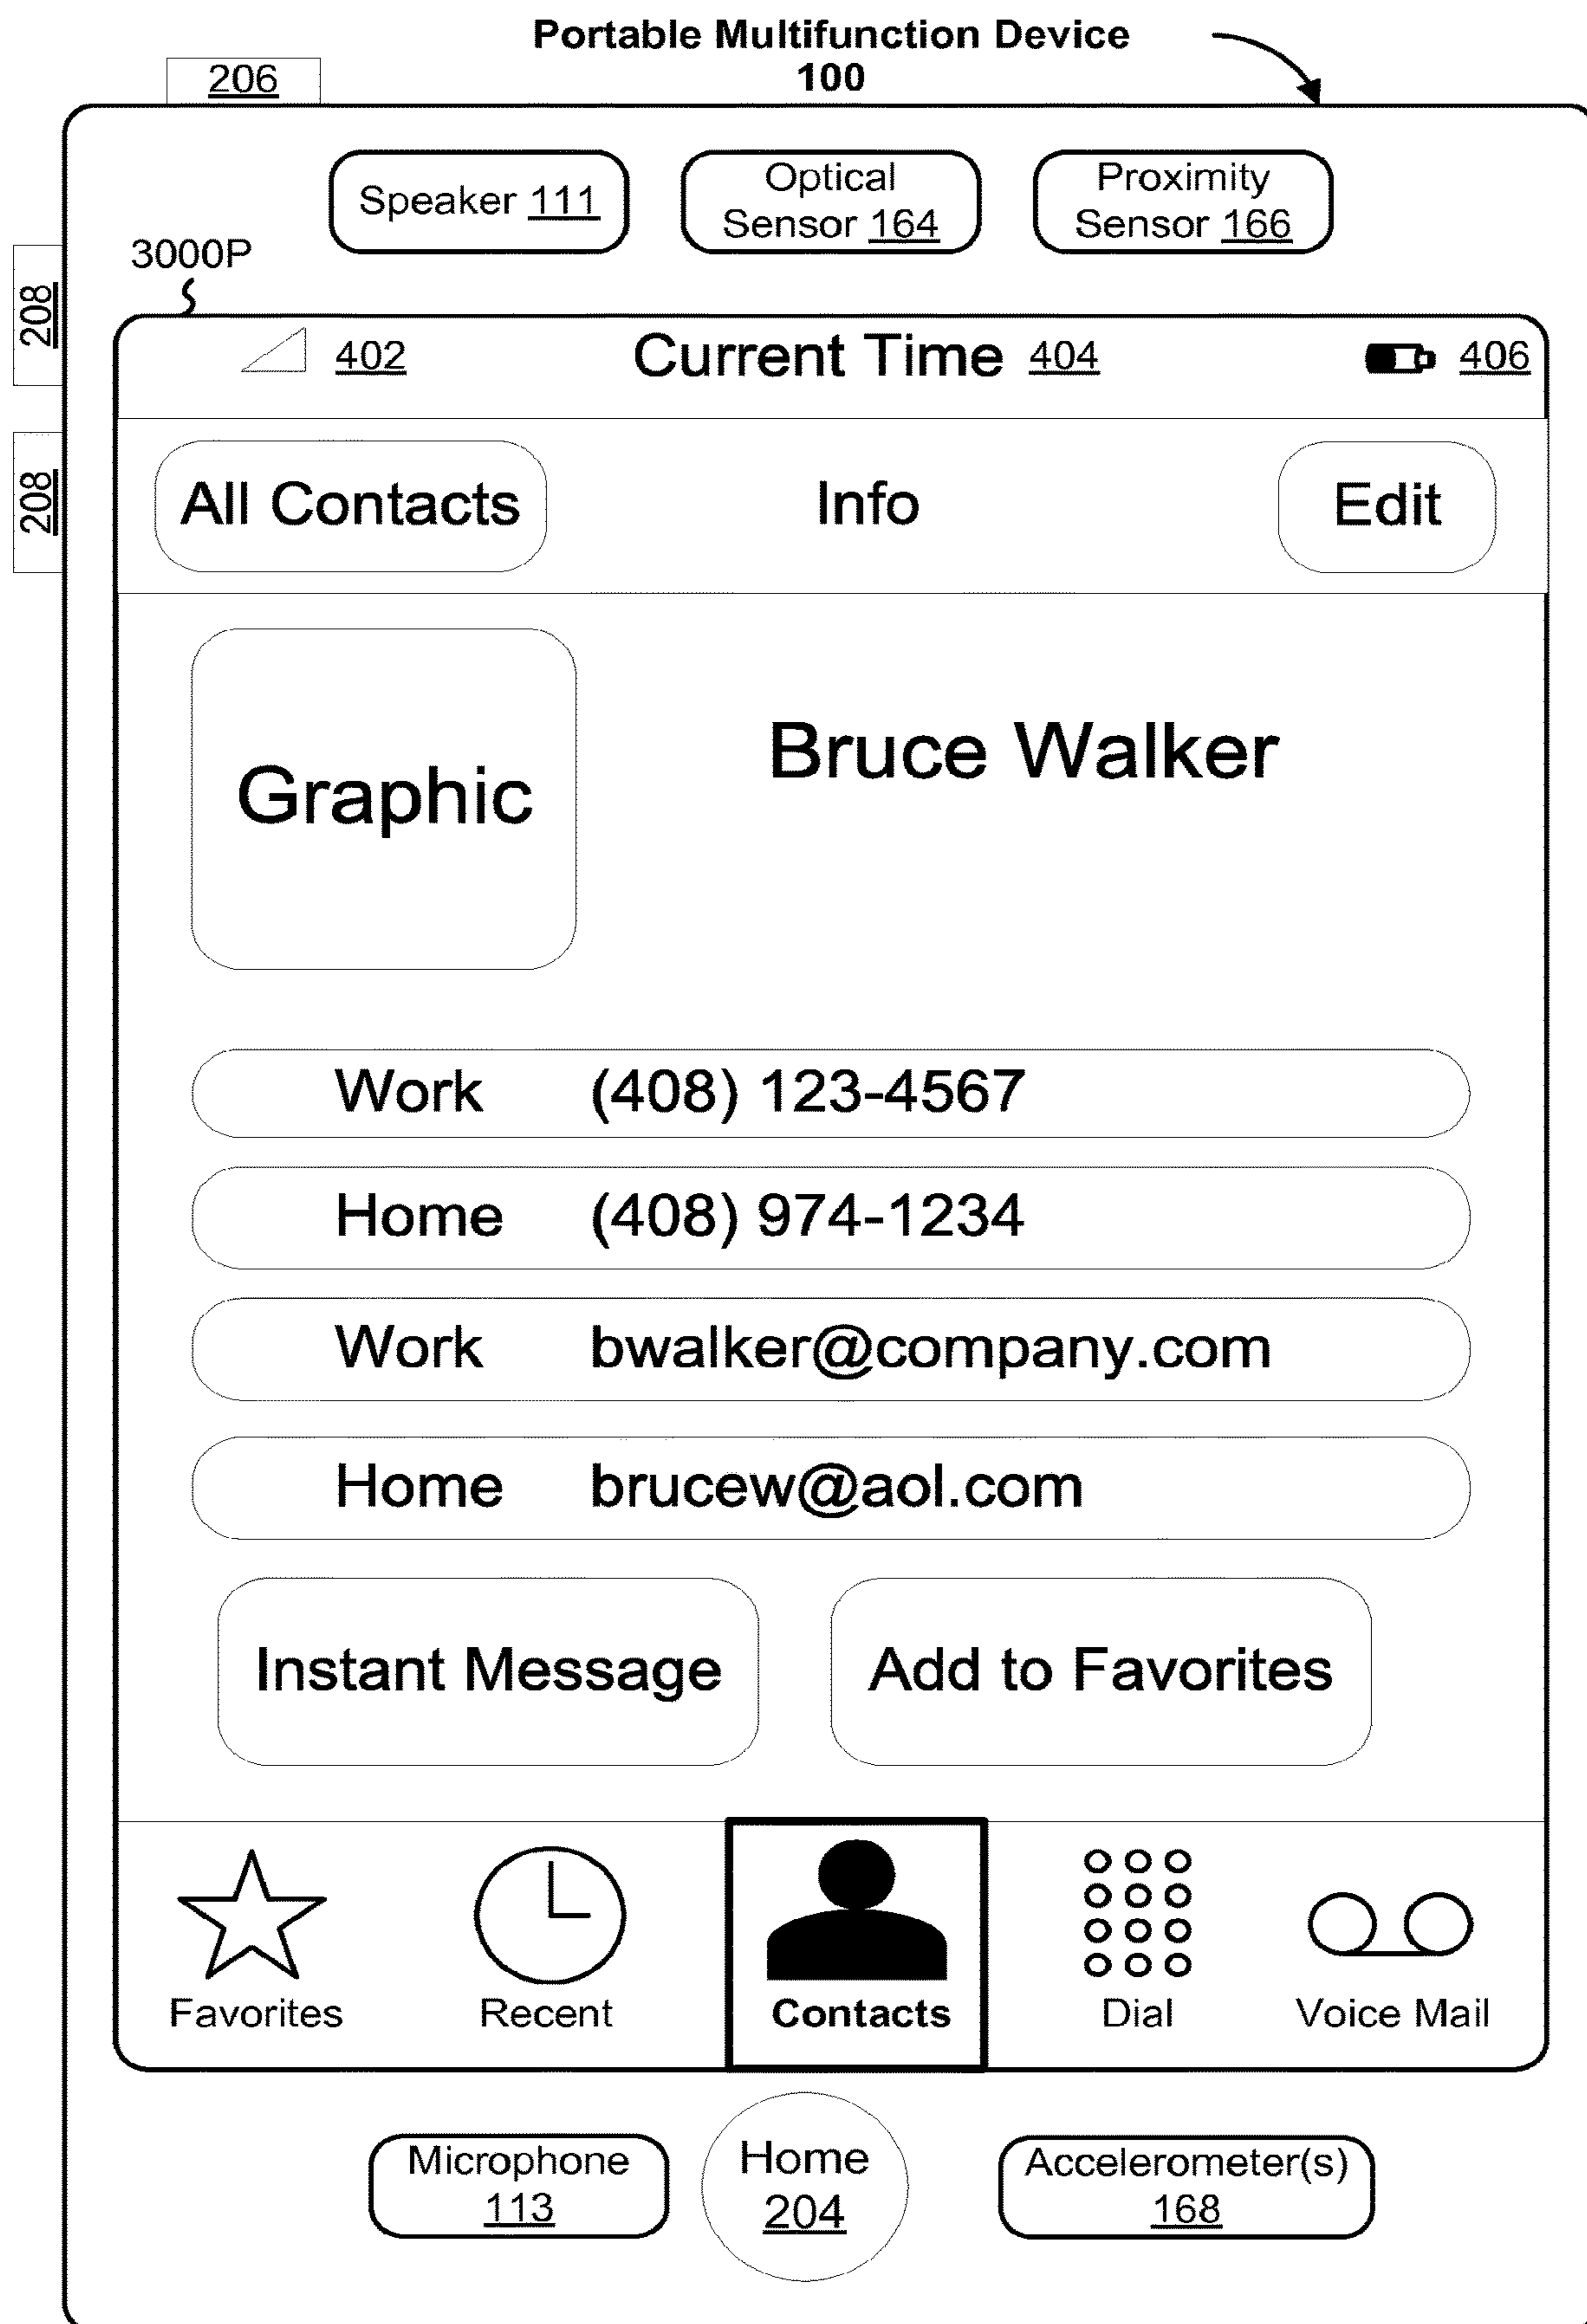 Portable Multifunction Device
100
206
Speaker 111
Optical
Sensor 164
Proximity
Sensor 166
3000P
208
208
402
Current Time 404
406
All Contacts
Info
Edit
Graphic
Bruce Walker
Work (408) 123-4567
Home (408) 974-1234
Work bwalker@company.com
Home brucew@aol.com
Instant Message
Add to Favorites
Favorites
Recent
Contacts
Dial
Voice Mail
Microphone
113
Home
204
Accelerometer(s)
168